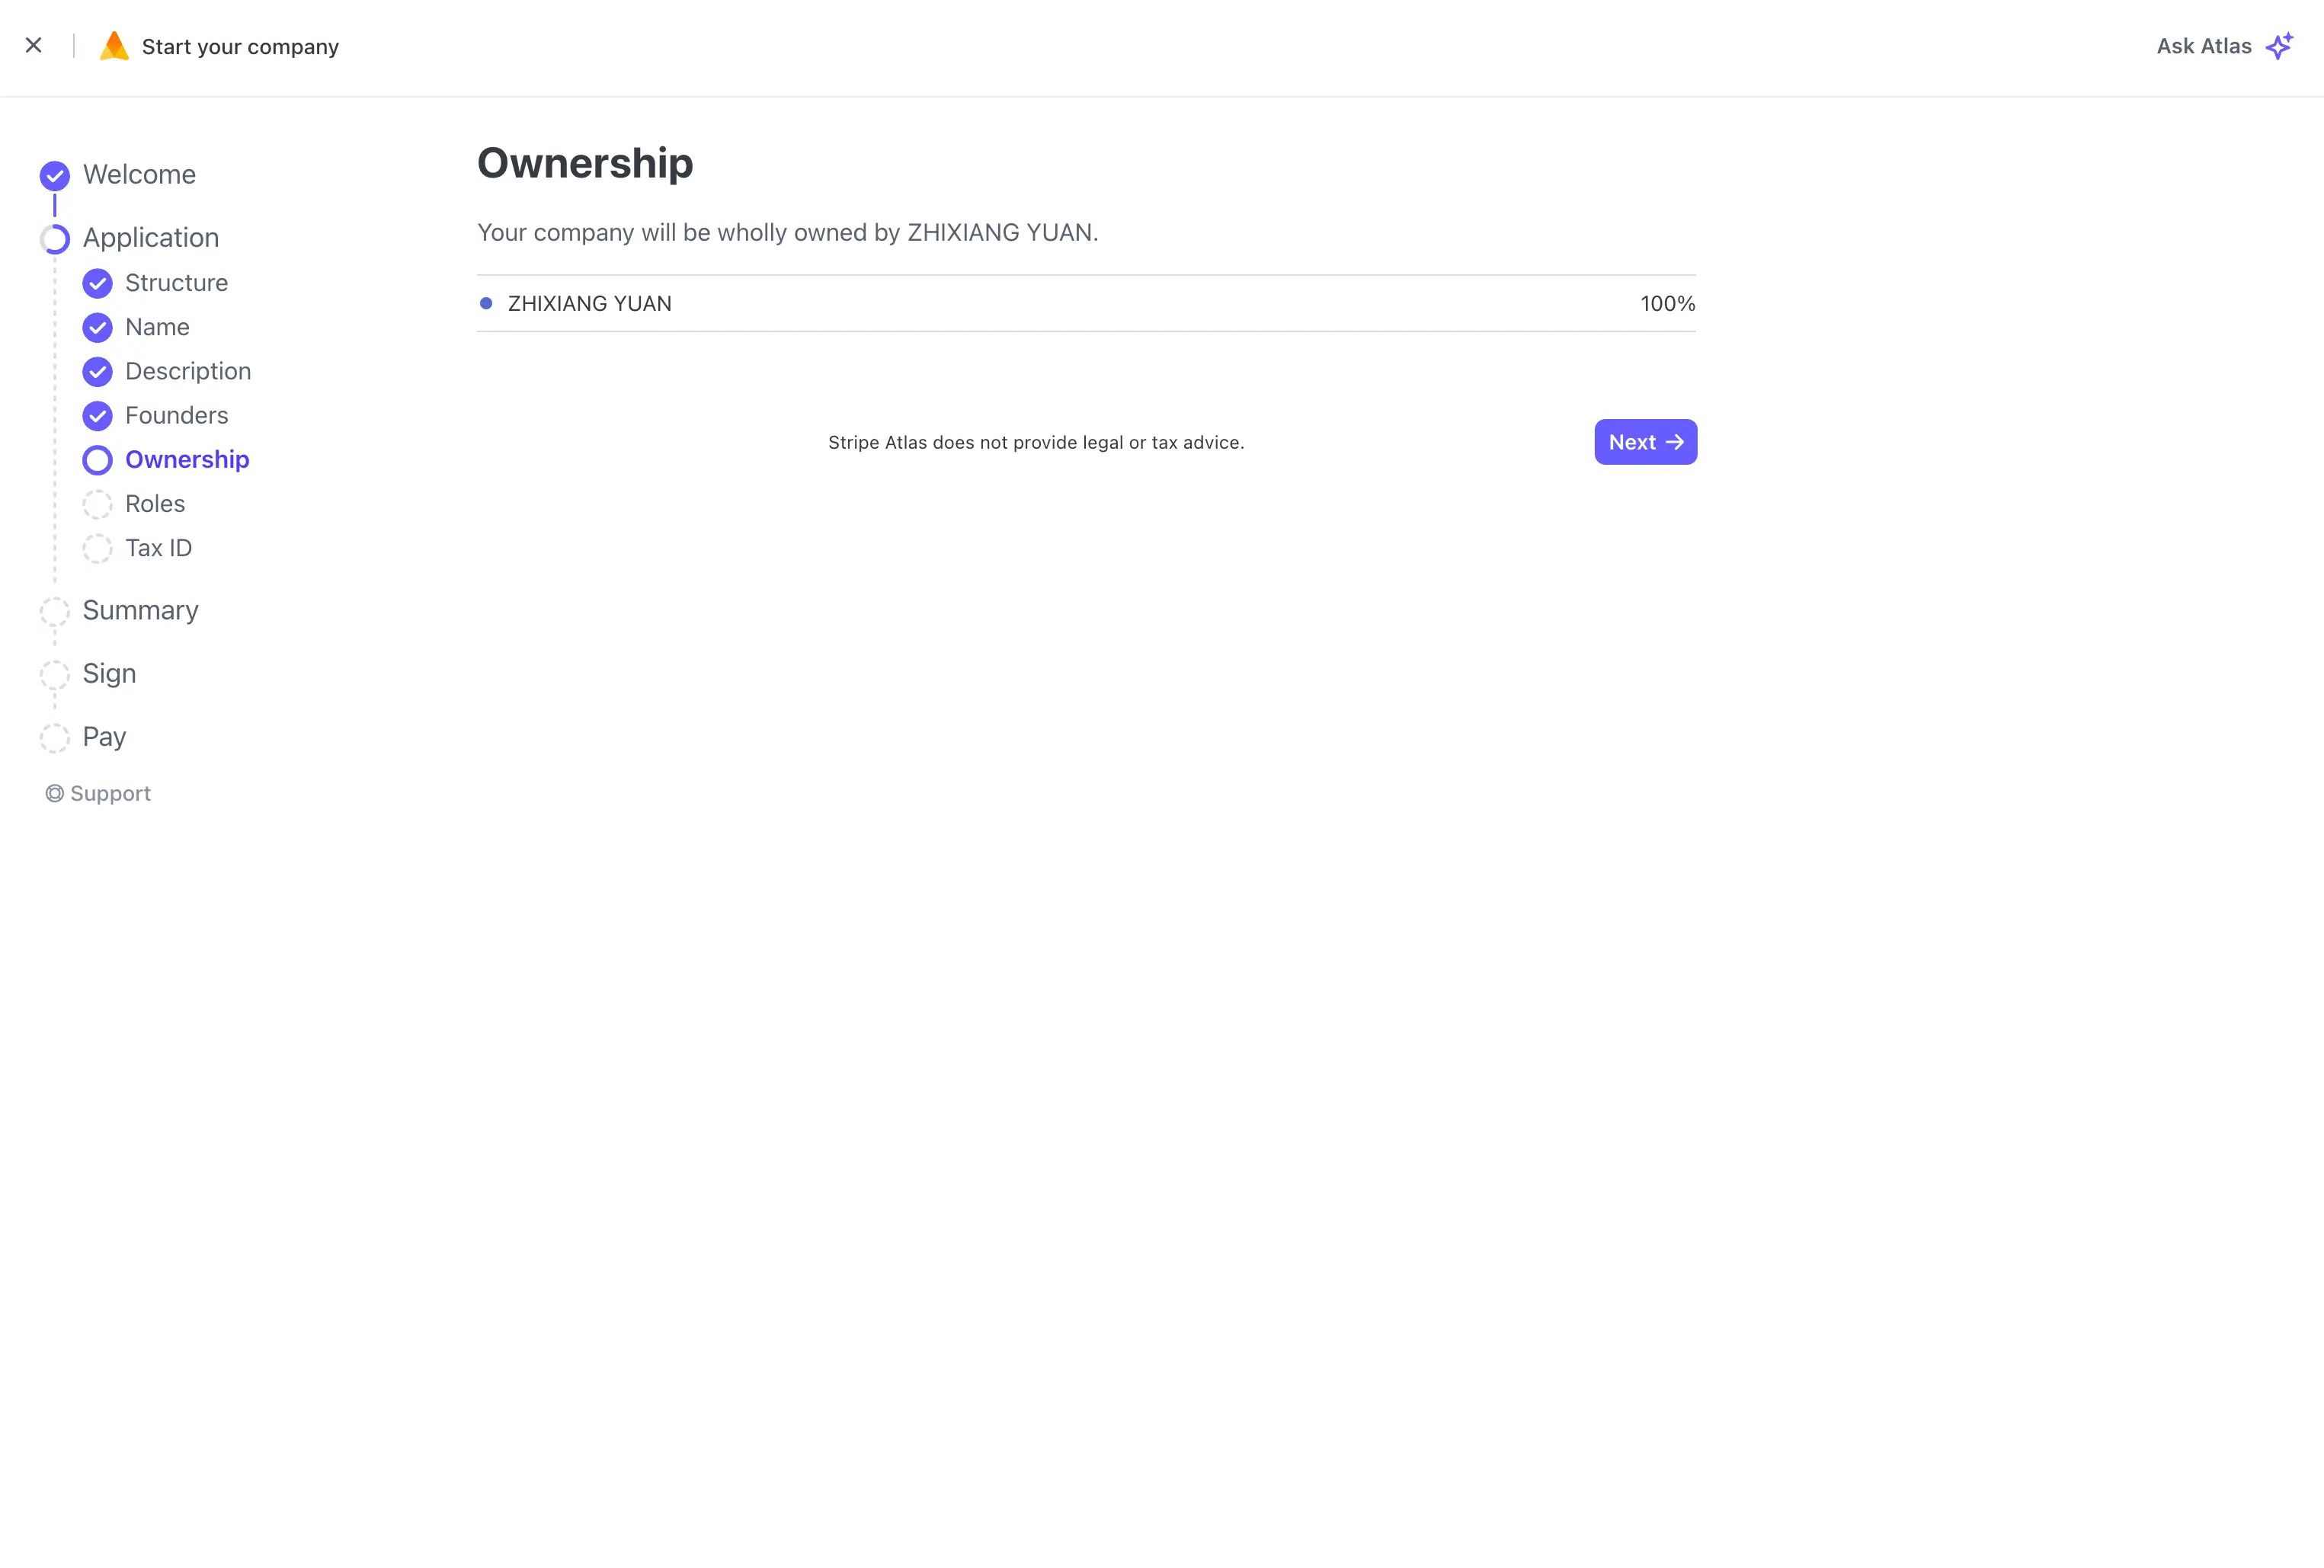 Start your company
Ask Atlas
Welcome
Application
Structure
Name
Description
Founders
Ownership
Roles
Tax ID
Summary
Sign
Pay
Support
Ownership
Your company will be wholly owned by ZHIXIANG YUAN.
ZHIXIANG YUAN 100%
Stripe Atlas does not provide legal or tax advice.
Next